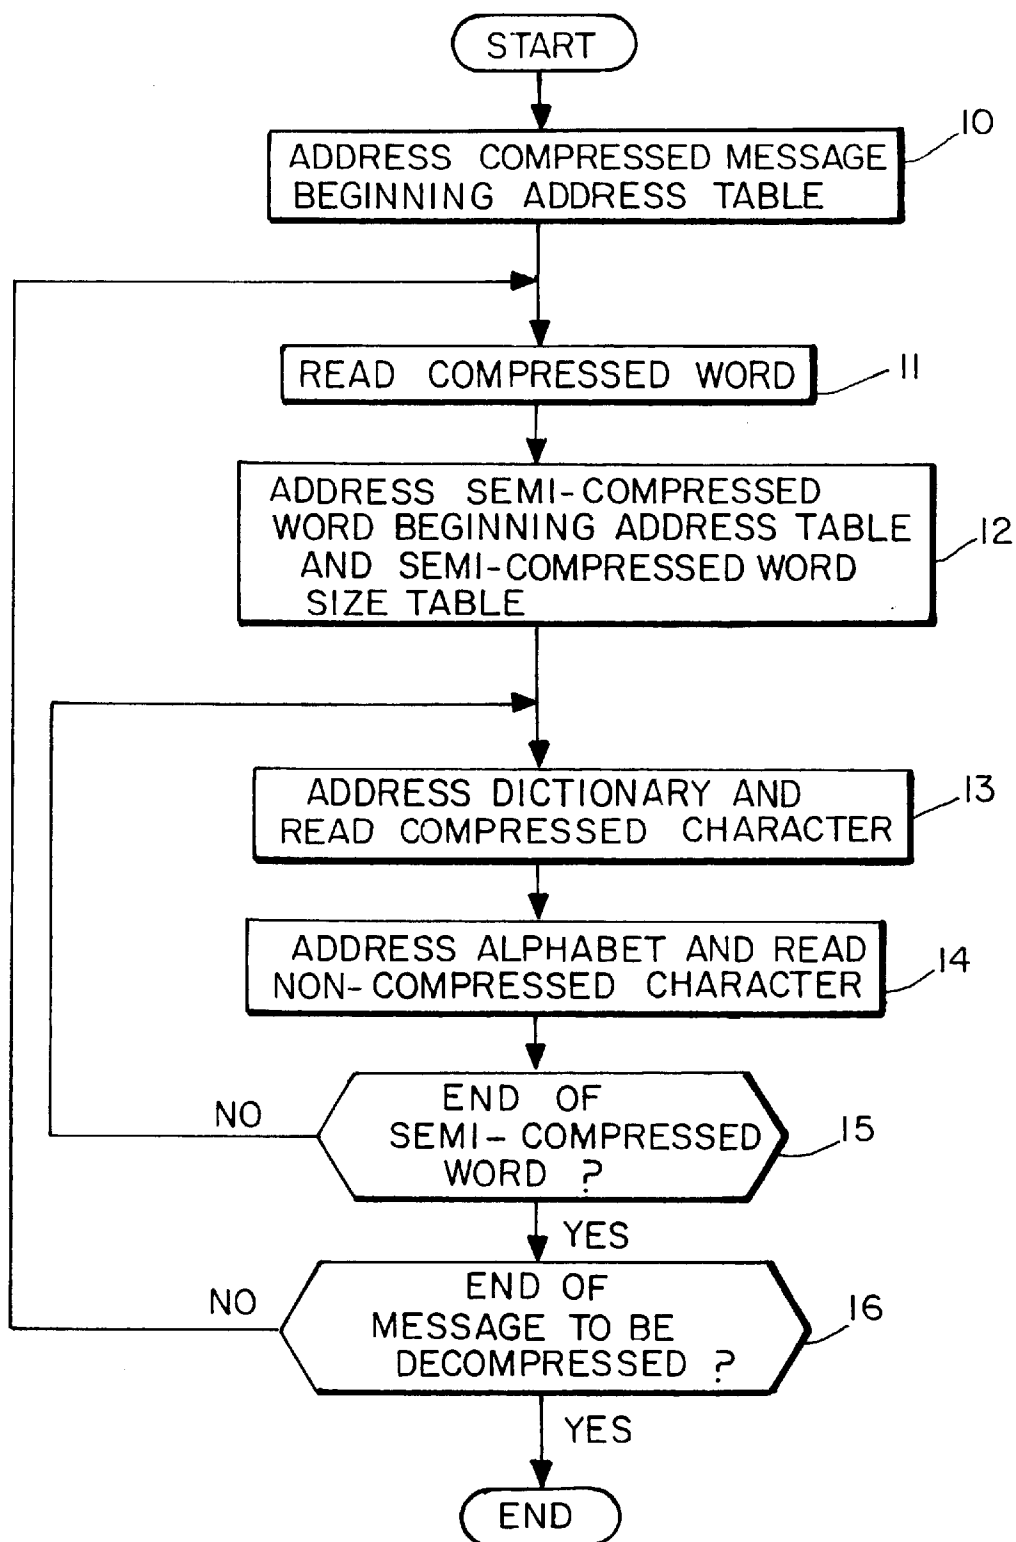 START
10
ADDRESS COMPRESSED MESSAGE
BEGINNING ADDRESS TABLE
READ COMPRESSED WORD
11
ADDRESS SEMI-COMPRESSED
WORD BEGINNING ADDRESS TABLE
AND SEMI-COMPRESSED WORD
SIZE TABLE
12
ADDRESS DICTIONARY AND
READ COMPRESSED CHARACTER
13
ADDRESS ALPHABET AND READ
NON-COMPRESSED CHARACTER
14
END OF
SEMI-COMPRESSED
WORD ?
15
NO
YES
END OF
MESSAGE TO BE
DECOMPRESSED ?
16
NO
YES
END